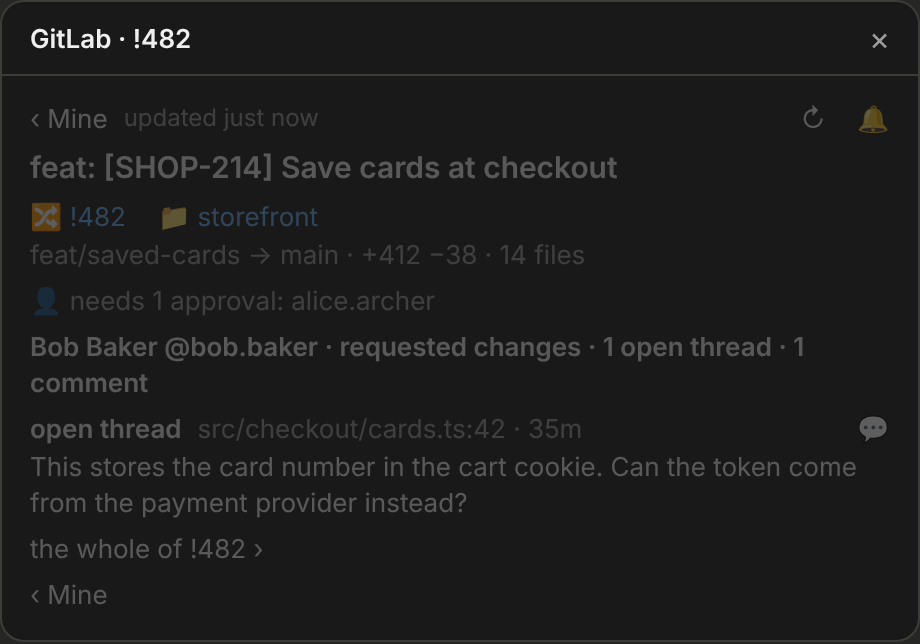 GitLab · !482
×
‹ Mine updated just now
feat: [SHOP-214] Save cards at checkout
!482 storefront
feat/saved-cards → main · +412 −38 · 14 files
needs 1 approval: alice.archer
Bob Baker @bob.baker · requested changes · 1 open thread · 1
comment
open thread src/checkout/cards.ts:42 · 35m
This stores the card number in the cart cookie. Can the token come
from the payment provider instead?
the whole of !482 ›
‹ Mine